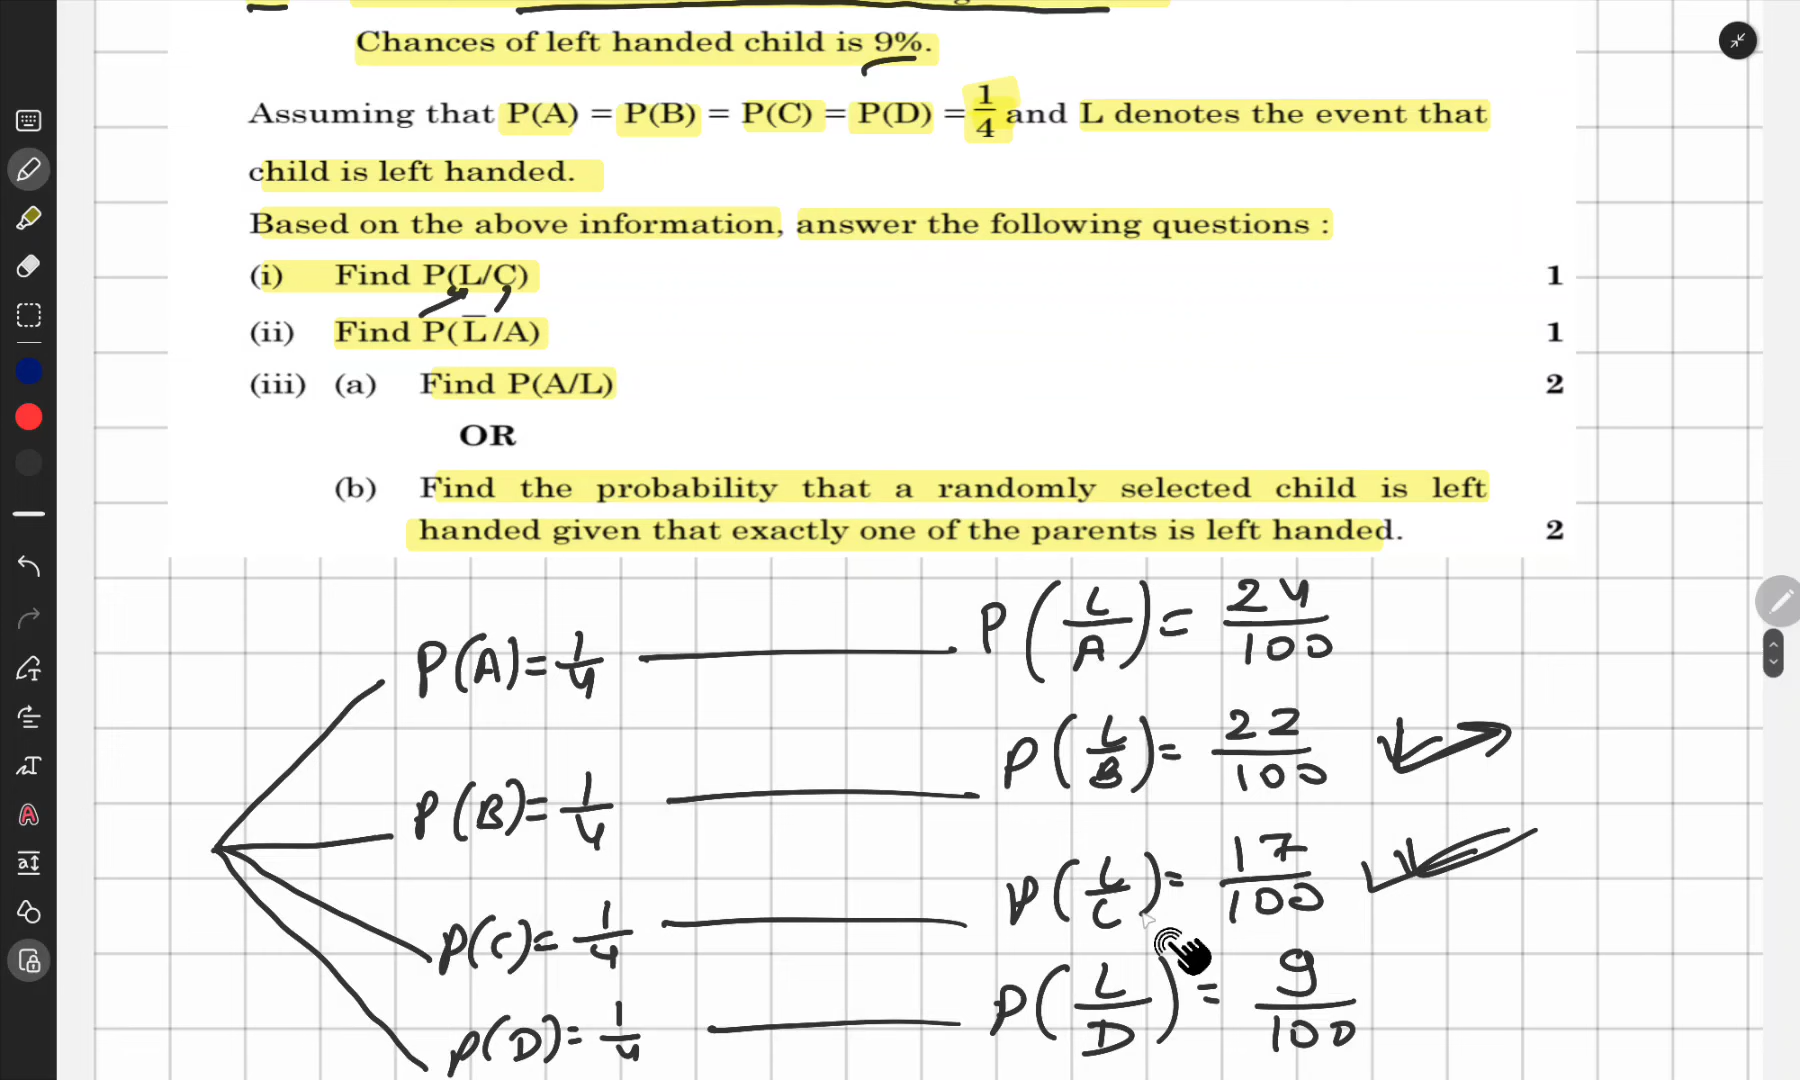 Chances of left handed child is 9%.
Assuming that P(A) = P(B) = P(C) = P(D) = 1/4 and L denotes the event that
child is left handed.
Based on the above information, answer the following questions :
(i) Find P(L/C) 1
(ii) Find P(L̅/A) 1
(iii) (a) Find P(A/L) 2
OR
(b) Find the probability that a randomly selected child is left
handed given that exactly one of the parents is left handed. 2
P(A)=1/4 P(L/A)=24/100
P(B)=1/4 P(L/B)=22/100
P(C)=1/4 P(L/C)=17/100
P(D)=1/4 P(L/D)=9/100